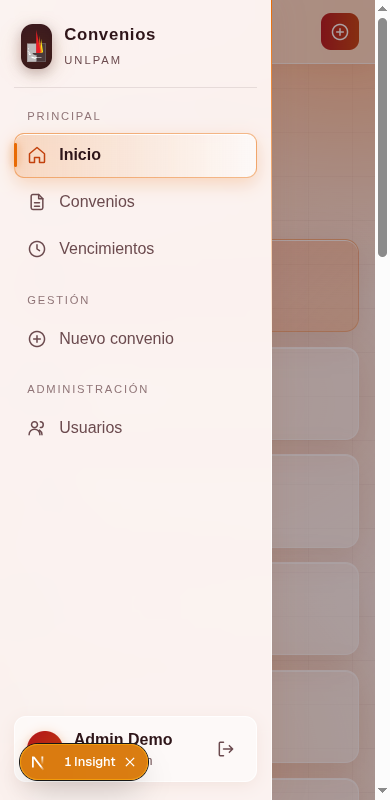 Convenios
UNLPAM
PRINCIPAL
Inicio
Convenios
Vencimientos
GESTIÓN
Nuevo convenio
ADMINISTRACIÓN
Usuarios
Admin Demo
1 Insight